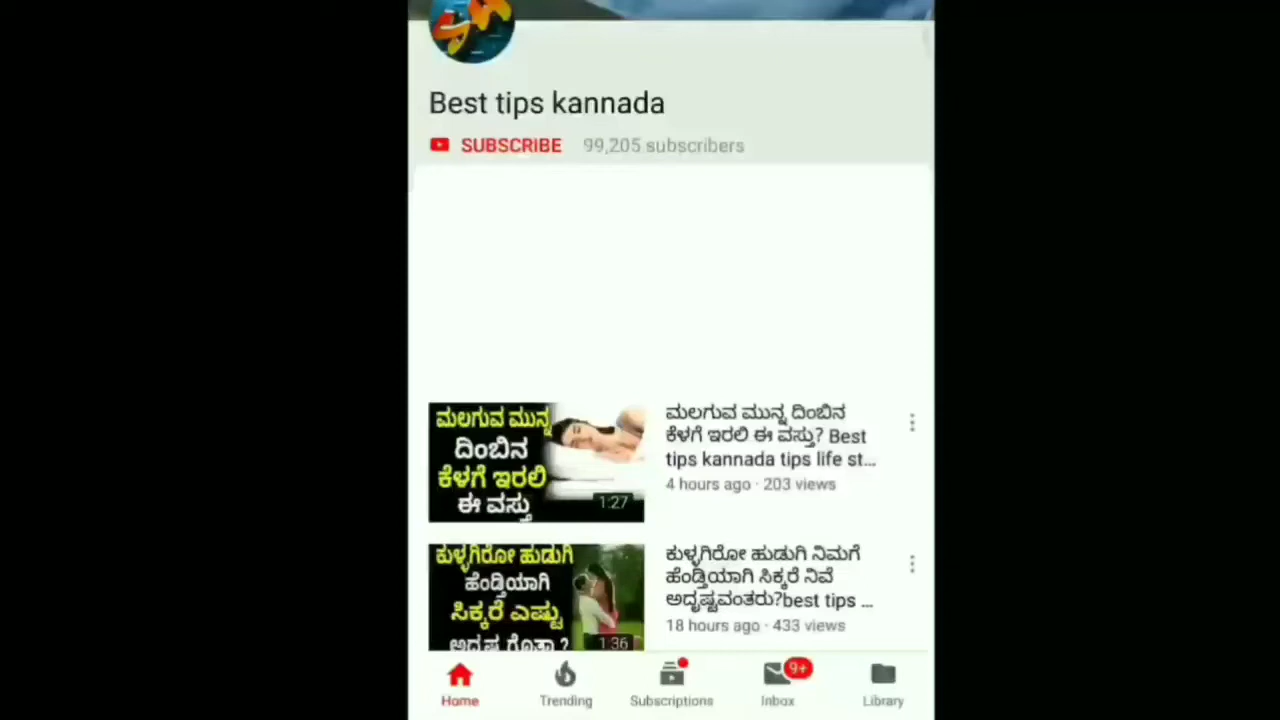 Best tips kannada
SUBSCRIBE 99,205 subscribers
ಮಲಗುವ ಮುನ್ನ
ದಿಂಬಿನ
ಕೆಳಗೆ ಇರಲಿ
ಈ ವಸ್ತು
1:27
ಮಲಗುವ ಮುನ್ನ ದಿಂಬಿನ
ಕೆಳಗೆ ಇರಲಿ ಈ ವಸ್ತು? Best
tips kannada tips life st...
4 hours ago · 203 views
ಕುಳ್ಳಗಿರೋ ಹುಡುಗಿ
ಹೆಂಡ್ತಿಯಾಗಿ
ಸಿಕ್ಕರೆ ಎಷ್ಟು
ಅದೃಷ್ಟ ಗೊತ್ತಾ ?
1:36
ಕುಳ್ಳಗಿರೋ ಹುಡುಗಿ ನಿಮಗೆ
ಹೆಂಡ್ತಿಯಾಗಿ ಸಿಕ್ಕರೆ ನಿವೆ
ಅದೃಷ್ಟವಂತರು?best tips ...
18 hours ago · 433 views
9+
Home Trending Subscriptions Inbox Library